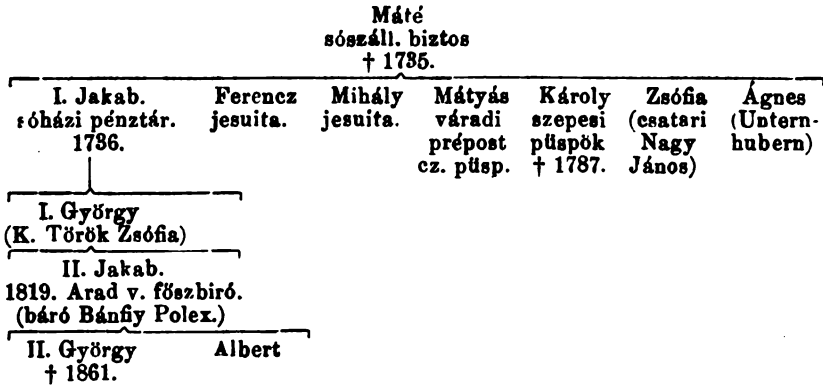 Máté
sószáll. biztos
† 1735.
I. Jakab. Ferencz Mihály Mátyás Károly Zsófia Ágnes
sóházi pénztár. jesuita. jesuita. váradi szepesi (csatari (Untern-
1736. prépost püspök Nagy hubern)
cz. püsp. † 1787. János)
I. György
(K. Török Zsófia)
II. Jakab.
1819. Arad v. főszbiró.
(báró Bánfiy Polex.)
II. György Albert
† 1861.